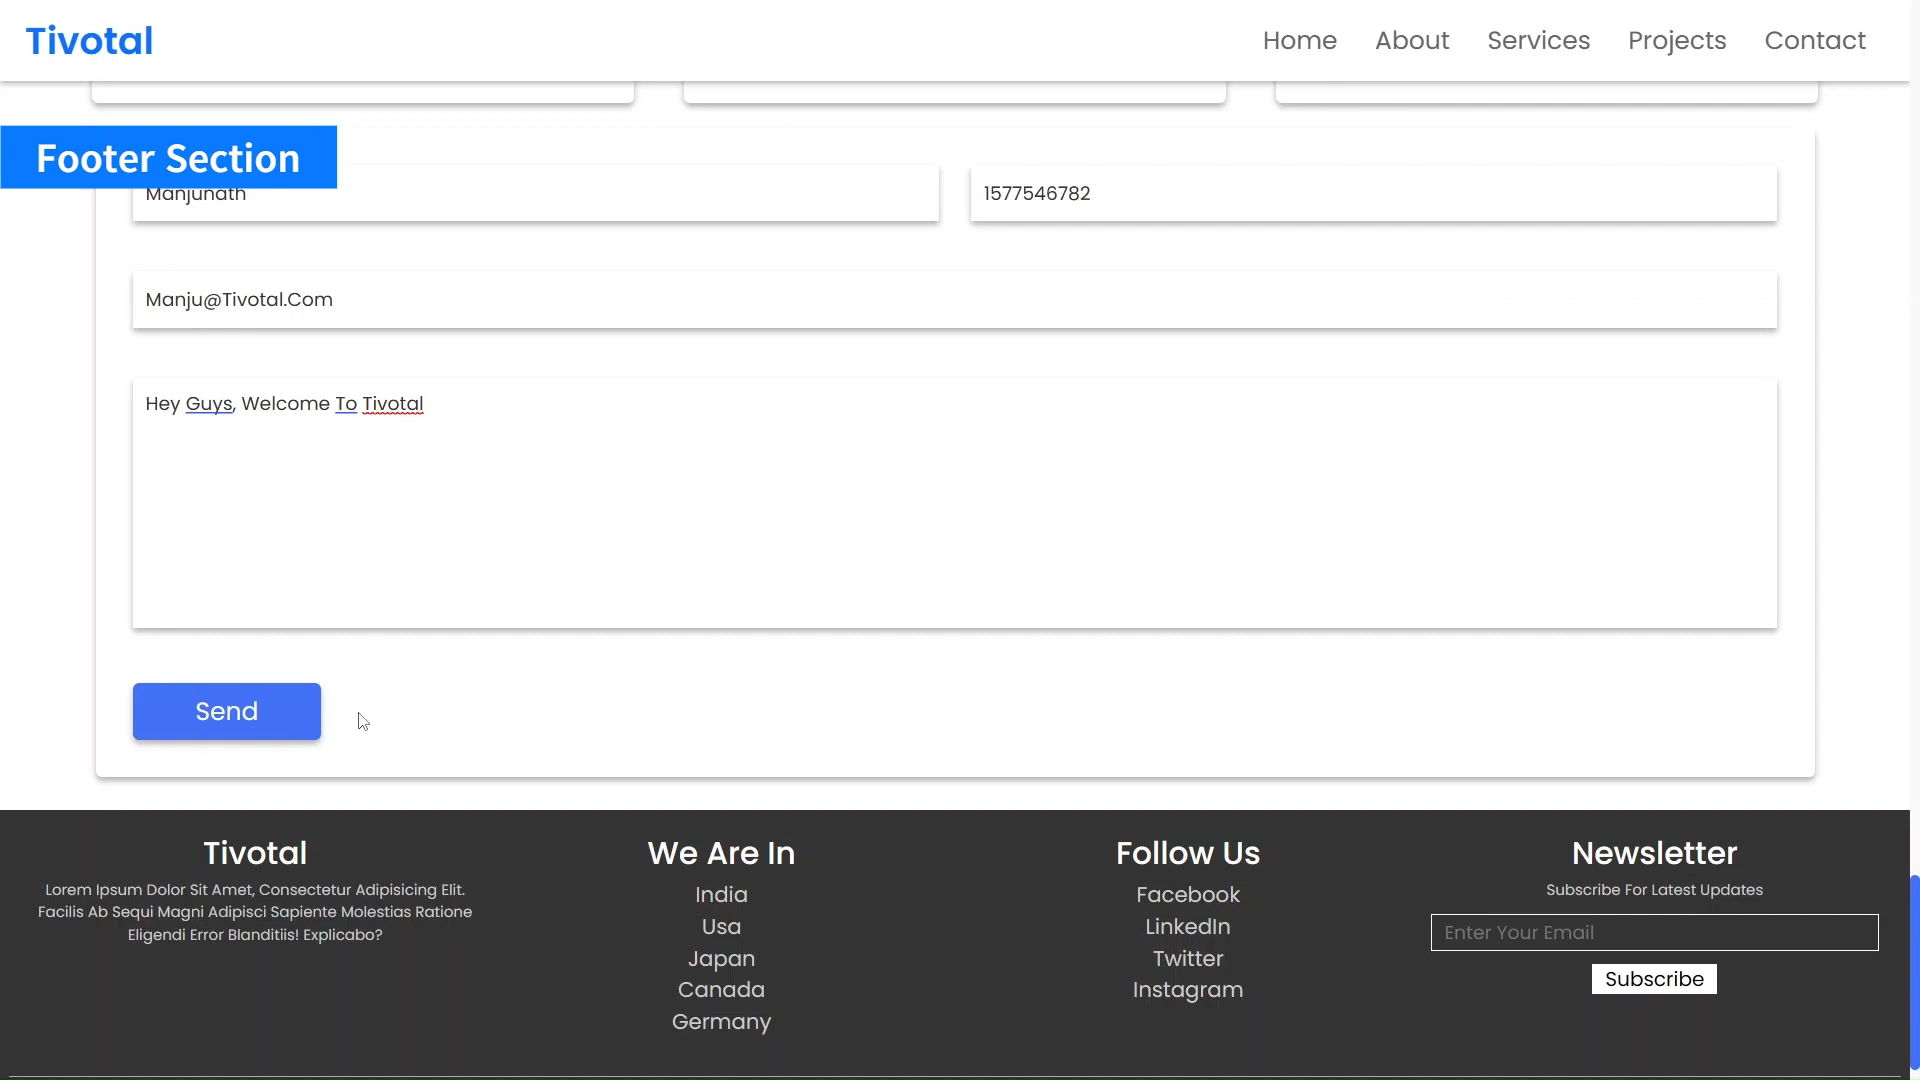 Tivotal
Home About Services Projects Contact
Footer Section
Manjunath
1577546782
Manju@Tivotal.Com
Hey Guys, Welcome To Tivotal
Send
Tivotal
Lorem Ipsum Dolor Sit Amet, Consectetur Adipisicing Elit.
Facilis Ab Sequi Magni Adipisci Sapiente Molestias Ratione
Eligendi Error Blanditiis! Explicabo?
We Are In
India
Usa
Japan
Canada
Germany
Follow Us
Facebook
LinkedIn
Twitter
Instagram
Newsletter
Subscribe For Latest Updates
Enter Your Email
Subscribe